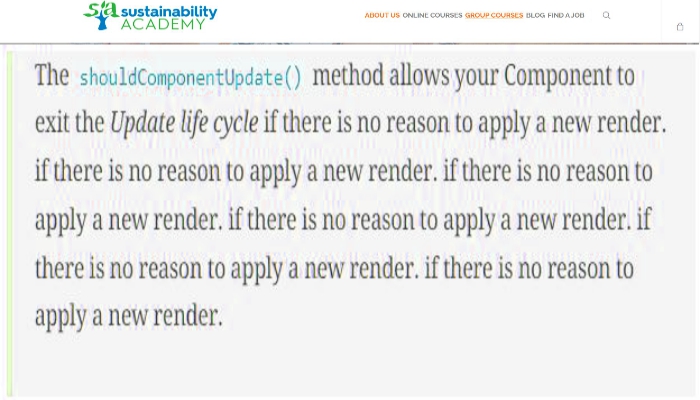 sa sustainability
ACADEMY
ABOUT US ONLINE COURSES GROUP COURSES BLOG FIND A JOB
The shouldComponentUpdate() method allows your Component to
exit the Update life cycle if there is no reason to apply a new render.
if there is no reason to apply a new render. if there is no reason to
apply a new render. if there is no reason to apply a new render. if
there is no reason to apply a new render. if there is no reason to
apply a new render.